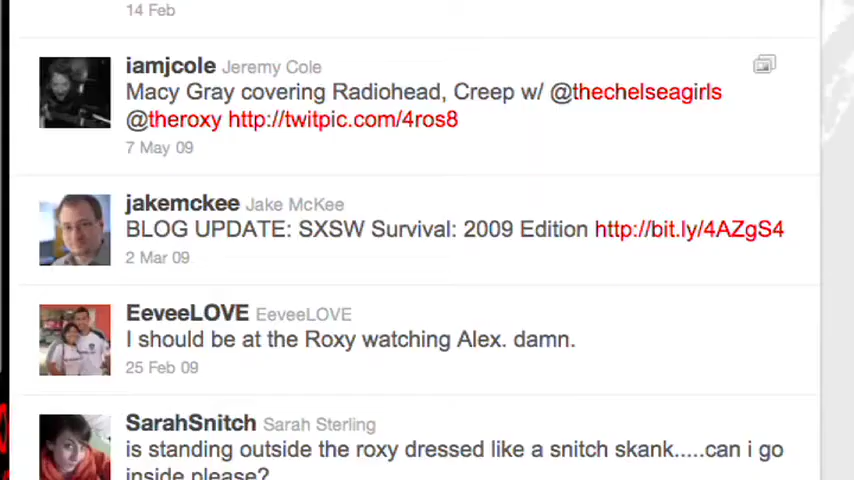 14 Feb
iamjcole Jeremy Cole
Macy Gray covering Radiohead, Creep w/ @thechelseagirls
@theroxy http://twitpic.com/4ros8
7 May 09
jakemckee Jake McKee
BLOG UPDATE: SXSW Survival: 2009 Edition http://bit.ly/4AZgS4
2 Mar 09
EeveeLOVE EeveeLOVE
I should be at the Roxy watching Alex. damn.
25 Feb 09
SarahSnitch Sarah Sterling
is standing outside the roxy dressed like a snitch skank.....can i go
inside please?